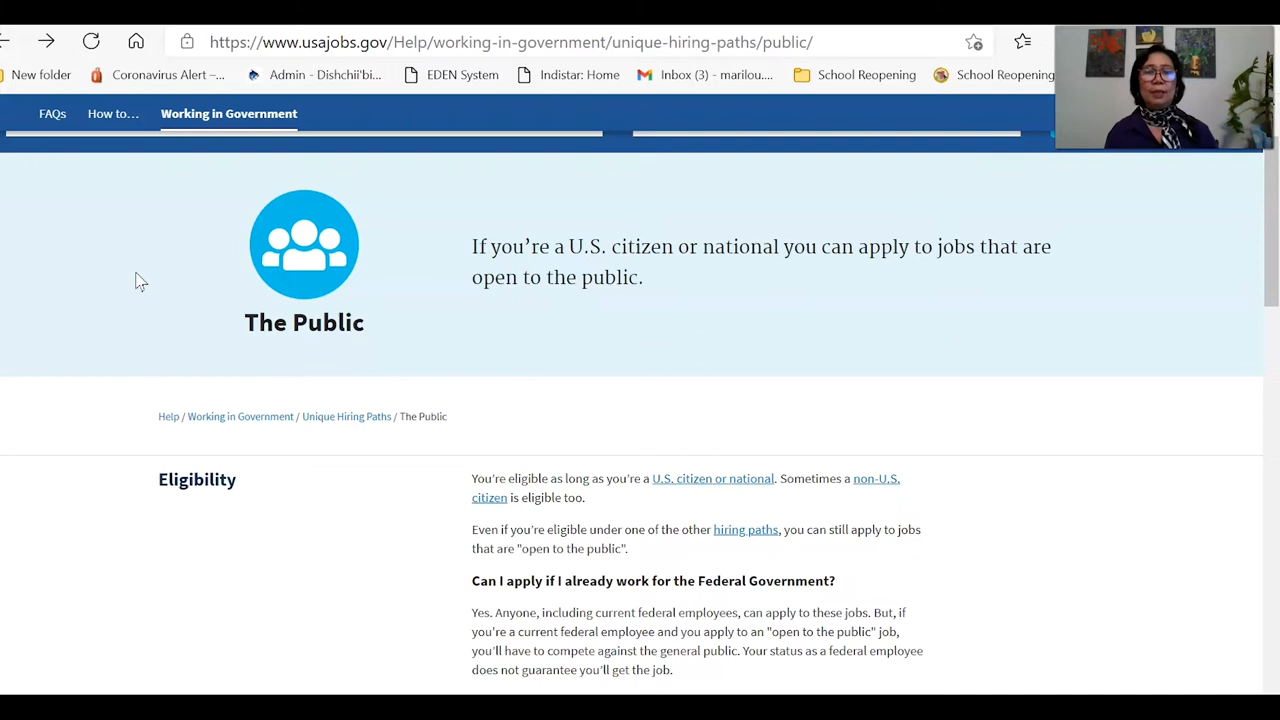 https://www.usajobs.gov/Help/working-in-government/unique-hiring-paths/public/
New folder Coronavirus Alert –... Admin - Dishchii'bi... EDEN System Indistar: Home Inbox (3) - marilou.... School Reopening School Reopening
FAQs How to... Working in Government
If you’re a U.S. citizen or national you can apply to jobs that are
open to the public.
The Public
Help / Working in Government / Unique Hiring Paths / The Public
Eligibility
You’re eligible as long as you’re a U.S. citizen or national. Sometimes a non-U.S.
citizen is eligible too.
Even if you’re eligible under one of the other hiring paths, you can still apply to jobs
that are "open to the public".
Can I apply if I already work for the Federal Government?
Yes. Anyone, including current federal employees, can apply to these jobs. But, if
you’re a current federal employee and you apply to an "open to the public" job,
you’ll have to compete against the general public. Your status as a federal employee
does not guarantee you’ll get the job.